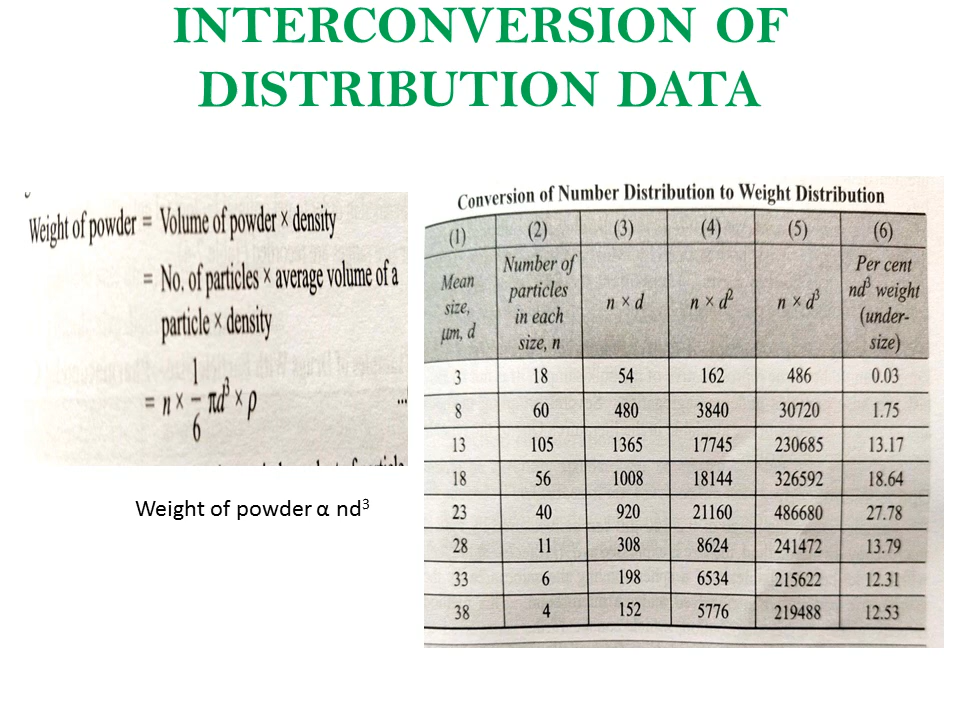 INTERCONVERSION OF
DISTRIBUTION DATA
Weight of powder = Volume of powder × density
= No. of particles × average volume of a
particle × density
= n × 1/6 πd³ × ρ ...
Weight of powder α nd³
Conversion of Number Distribution to Weight Distribution
(1) (2) (3) (4) (5) (6)
Mean size, μm, d | Number of particles in each size, n | n × d | n × d² | n × d³ | Per cent nd³ weight (under-size)
3 18 54 162 486 0.03
8 60 480 3840 30720 1.75
13 105 1365 17745 230685 13.17
18 56 1008 18144 326592 18.64
23 40 920 21160 486680 27.78
28 11 308 8624 241472 13.79
33 6 198 6534 215622 12.31
38 4 152 5776 219488 12.53